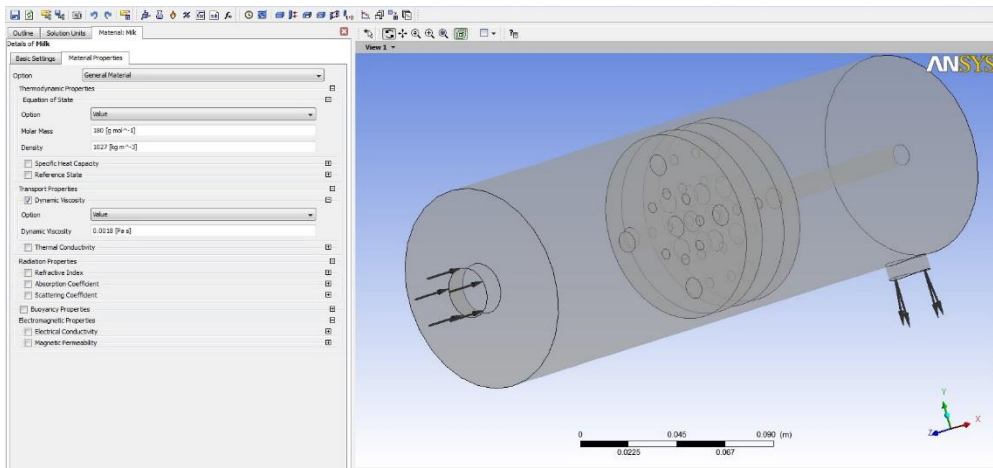 Outline Solution Units Material: Milk
Details of Milk
Basic Settings Material Properties
Option General Material
Thermodynamic Properties
Equation of State
Option Value
Molar Mass 180 [g mol^-1]
Density 1027 [kg m^-3]
Specific Heat Capacity
Reference State
Transport Properties
Dynamic Viscosity
Option Value
Dynamic Viscosity 0.0018 [Pa s]
Thermal Conductivity
Radiation Properties
Refractive Index
Absorption Coefficient
Scattering Coefficient
Buoyancy Properties
Electromagnetic Properties
Electrical Conductivity
Magnetic Permeability
View 1
ANSYS
Y
X
Z
0 0.045 0.090 (m)
0.0225 0.067